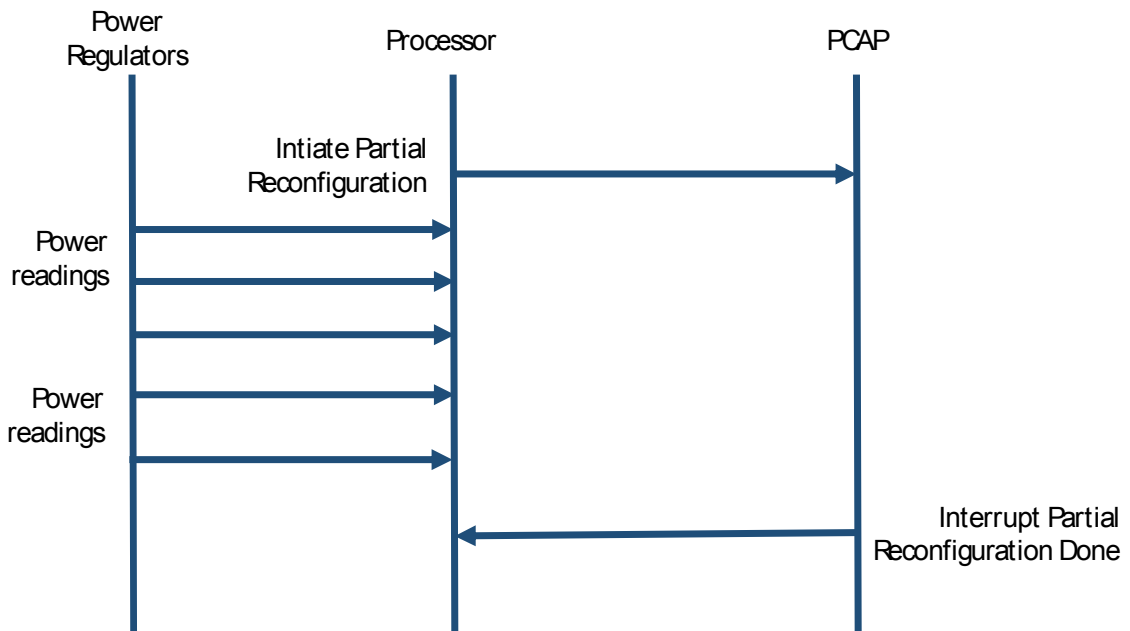 Power
Regulators
Processor
PCAP
Intiate Partial
Reconfiguration
Power
readings
Power
readings
Interrupt Partial
Reconfiguration Done